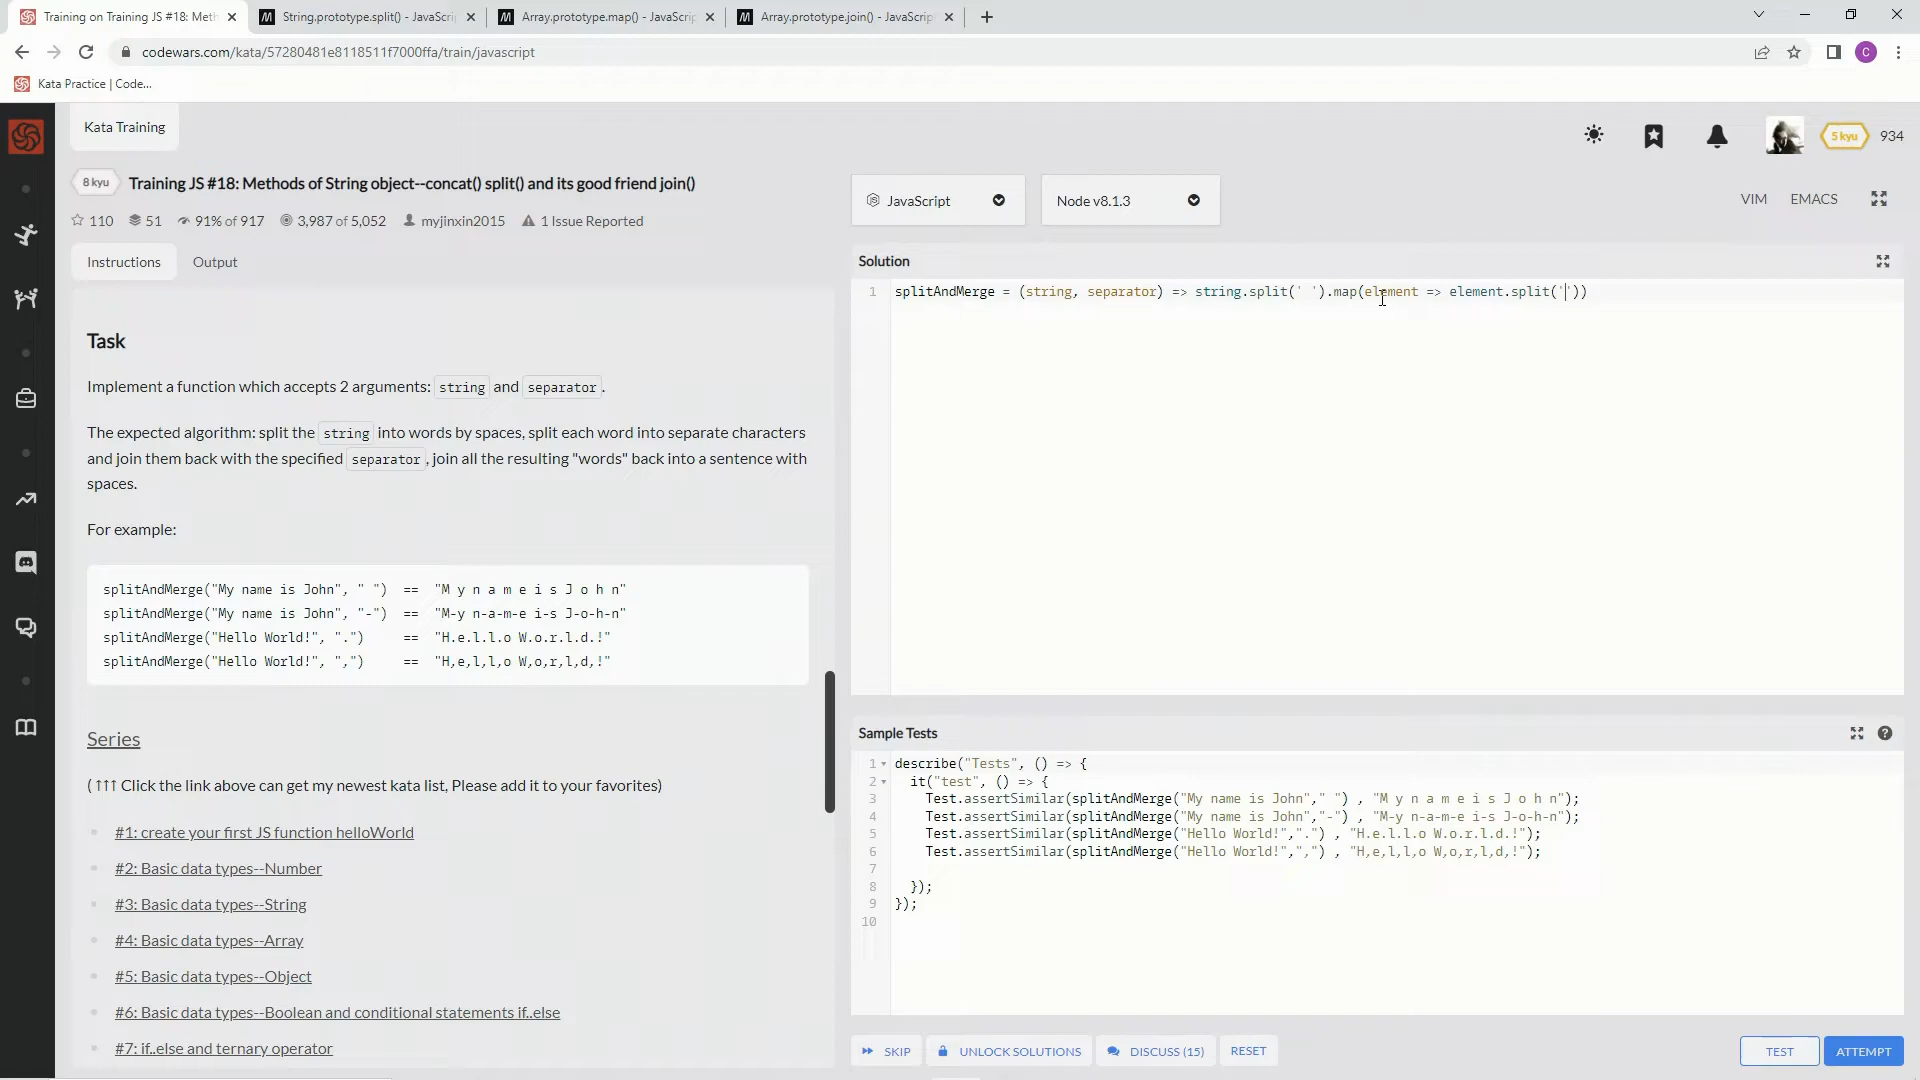 Training on Training JS #18: Meth
String.prototype.split() - JavaScri
Array.prototype.map() - JavaScrip
Array.prototype.join() - JavaScrip
codewars.com/kata/57280481e8118511f7000ffa/train/javascript
C
Kata Practice | Code...
Kata Training
5 kyu
934
8 kyu
Training JS #18: Methods of String object--concat() split() and its good friend join()
110
51
91% of 917
3,987 of 5,052
myjinxin2015
1 Issue Reported
JavaScript
Node v8.1.3
VIM
EMACS
Instructions
Output
Solution
1 splitAndMerge = (string, separator) => string.split(' ').map(element => element.split(''))
Task
Implement a function which accepts 2 arguments: string and separator.
The expected algorithm: split the string into words by spaces, split each word into separate characters
and join them back with the specified separator, join all the resulting "words" back into a sentence with
spaces.
For example:
splitAndMerge("My name is John", " ") == "M y n a m e i s J o h n"
splitAndMerge("My name is John", "-") == "M-y n-a-m-e i-s J-o-h-n"
splitAndMerge("Hello World!", ".") == "H.e.l.l.o W.o.r.l.d.!"
splitAndMerge("Hello World!", ",") == "H,e,l,l,o W,o,r,l,d,!"
Series
( ↑↑↑ Click the link above can get my newest kata list, Please add it to your favorites)
#1: create your first JS function helloWorld
#2: Basic data types--Number
#3: Basic data types--String
#4: Basic data types--Array
#5: Basic data types--Object
#6: Basic data types--Boolean and conditional statements if..else
#7: if..else and ternary operator
Sample Tests
1 describe("Tests", () => {
2 it("test", () => {
3 Test.assertSimilar(splitAndMerge("My name is John"," ") , "M y n a m e i s J o h n");
4 Test.assertSimilar(splitAndMerge("My name is John","-") , "M-y n-a-m-e i-s J-o-h-n");
5 Test.assertSimilar(splitAndMerge("Hello World!",".") , "H.e.l.l.o W.o.r.l.d.!");
6 Test.assertSimilar(splitAndMerge("Hello World!",",") , "H,e,l,l,o W,o,r,l,d,!");
7
8 });
9 });
10
SKIP
UNLOCK SOLUTIONS
DISCUSS (15)
RESET
TEST
ATTEMPT